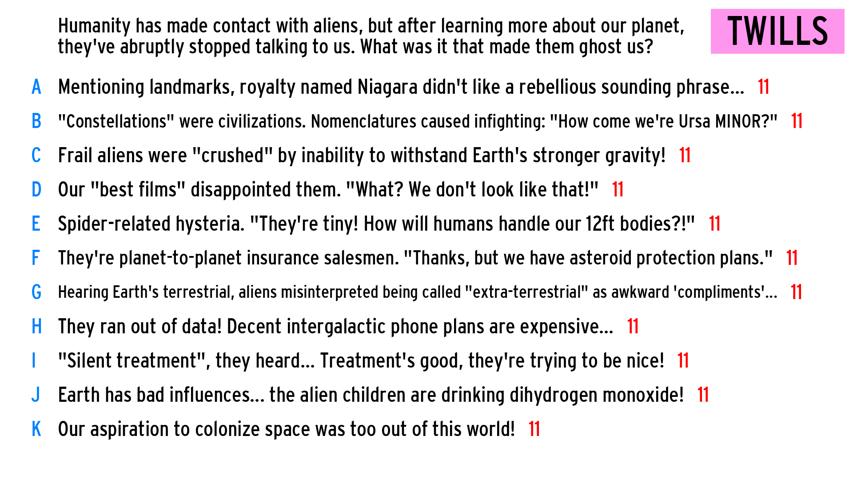 Humanity has made contact with aliens, but after learning more about our planet,
they've abruptly stopped talking to us. What was it that made them ghost us?
TWILLS
A Mentioning landmarks, royalty named Niagara didn't like a rebellious sounding phrase... 11
B "Constellations" were civilizations. Nomenclatures caused infighting: "How come we're Ursa MINOR?" 11
C Frail aliens were "crushed" by inability to withstand Earth's stronger gravity! 11
D Our "best films" disappointed them. "What? We don't look like that!" 11
E Spider-related hysteria. "They're tiny! How will humans handle our 12ft bodies?!" 11
F They're planet-to-planet insurance salesmen. "Thanks, but we have asteroid protection plans." 11
G Hearing Earth's terrestrial, aliens misinterpreted being called "extra-terrestrial" as awkward 'compliments'... 11
H They ran out of data! Decent intergalactic phone plans are expensive... 11
I "Silent treatment", they heard... Treatment's good, they're trying to be nice! 11
J Earth has bad influences... the alien children are drinking dihydrogen monoxide! 11
K Our aspiration to colonize space was too out of this world! 11